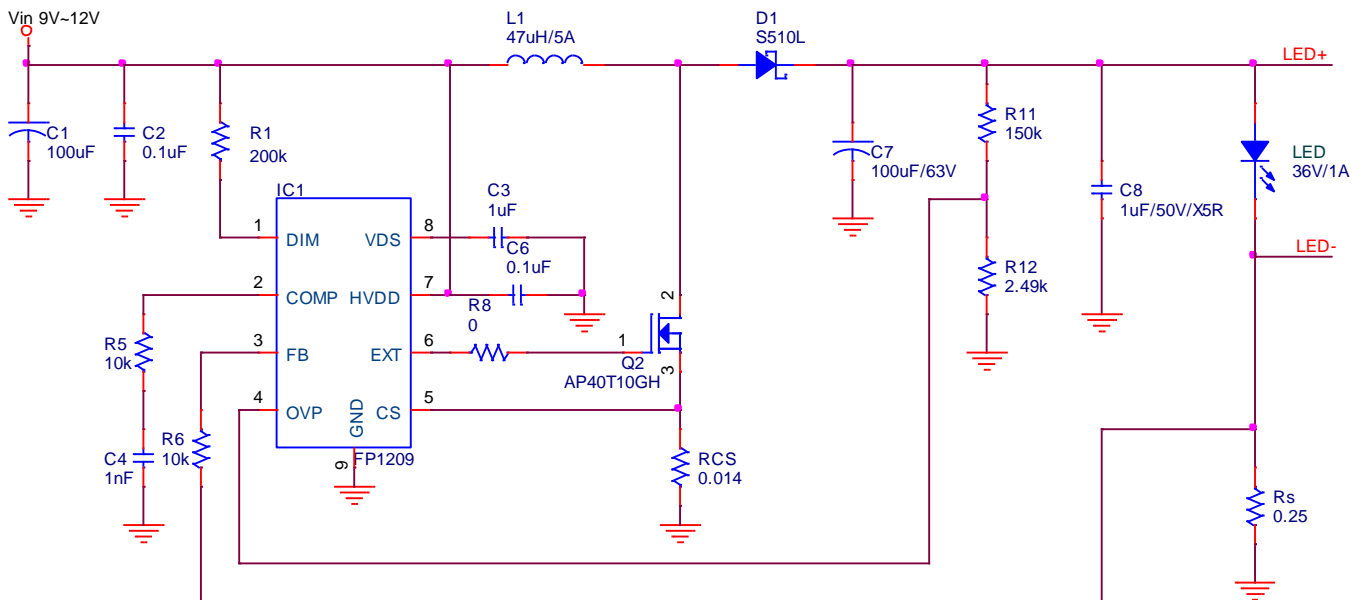 Vin 9V~12V
L1
47uH/5A
D1
S510L
LED+
C1
100uF
C2
0.1uF
R1
200k
R11
150k
C7
100uF/63V
LED
36V/1A
C8
1uF/50V/X5R
IC1
C3
1uF
1
DIM
VDS
8
C6
0.1uF
LED-
2
COMP
HVDD
7
R12
2.49k
R8
0
2
R5
10k
3
FB
EXT
6
1
Q2
AP40T10GH
3
4
OVP
CS
5
GND
9
FP1209
R6
10k
C4
1nF
RCS
0.014
Rs
0.25